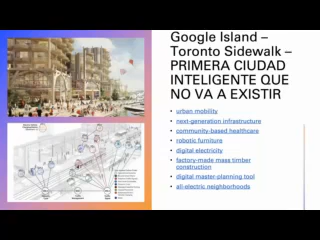 Google Island –
Toronto Sidewalk –
PRIMERA CIUDAD
INTELIGENTE QUE
NO VA A EXISTIR
urban mobility
next-generation infrastructure
community-based healthcare
robotic furniture
digital electricity
factory-made mass timber
construction
digital master-planning tool
all-electric neighborhoods